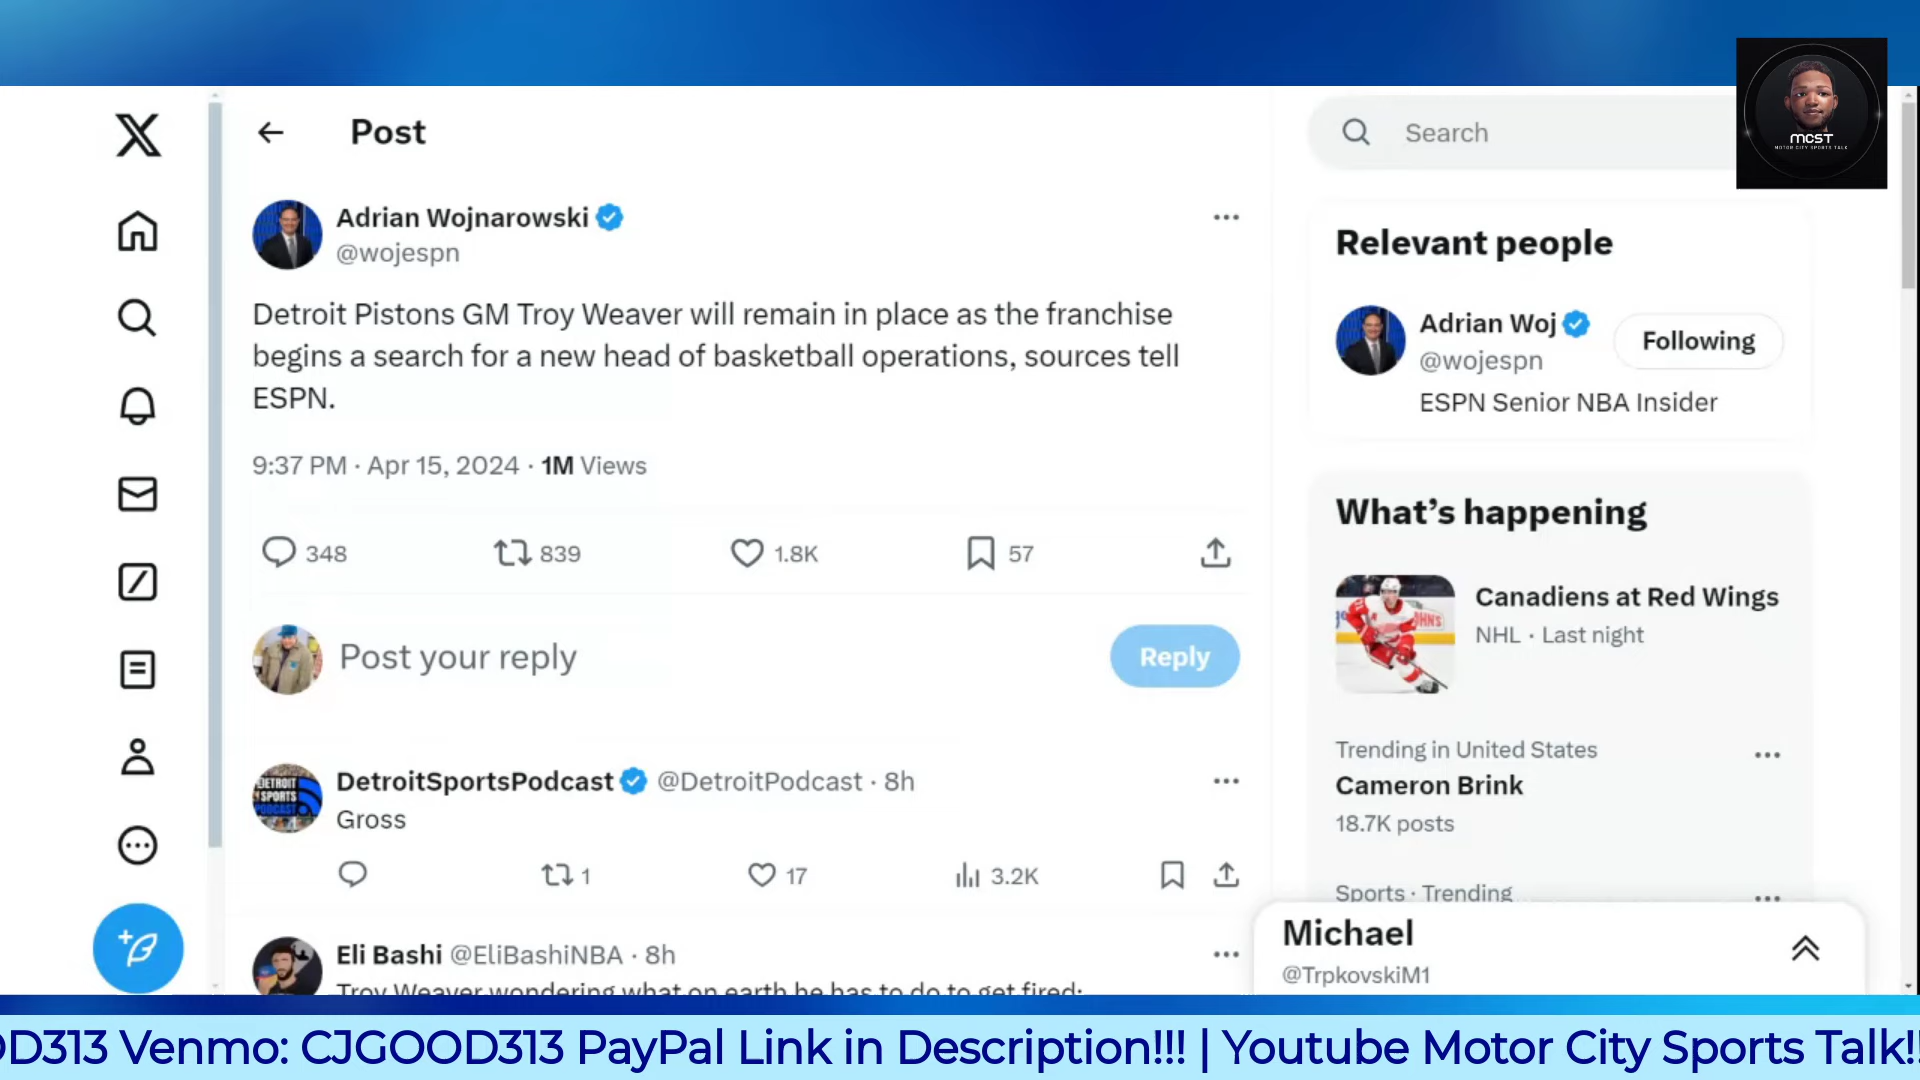 Post
Search
MCST
MOTOR CITY SPORTS TALK
Adrian Wojnarowski
@wojespn
Detroit Pistons GM Troy Weaver will remain in place as the franchise
begins a search for a new head of basketball operations, sources tell
ESPN.
9:37 PM · Apr 15, 2024 · 1M Views
348 839 1.8K 57
Post your reply
Reply
DetroitSportsPodcast @DetroitPodcast · 8h
Gross
1 17 3.2K
Eli Bashi @EliBashiNBA · 8h
Troy Weaver wondering what on earth he has to do to get fired:
Relevant people
Adrian Woj
@wojespn
Following
ESPN Senior NBA Insider
What's happening
Canadiens at Red Wings
NHL · Last night
Trending in United States
Cameron Brink
18.7K posts
Sports · Trending
Michael
@TrpkovskiM1
DETROIT
SPORTS
PODCAST
OD313 Venmo: CJGOOD313 PayPal Link in Description!!! | Youtube Motor City Sports Talk!!